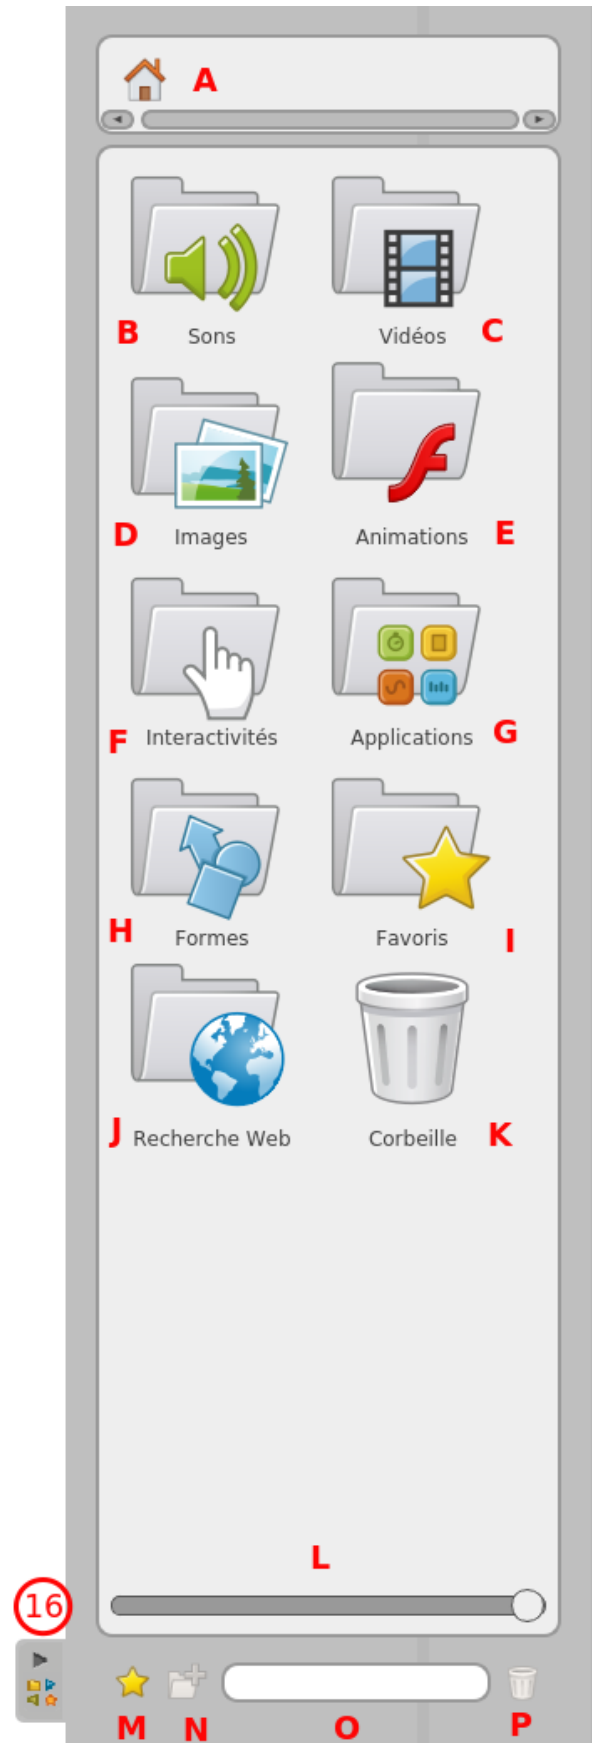 A
B Sons
Vidéos C
D Images
Animations E
F Interactivités
Applications G
H Formes
Favoris I
J Recherche Web
Corbeille K
L
16
M N O P